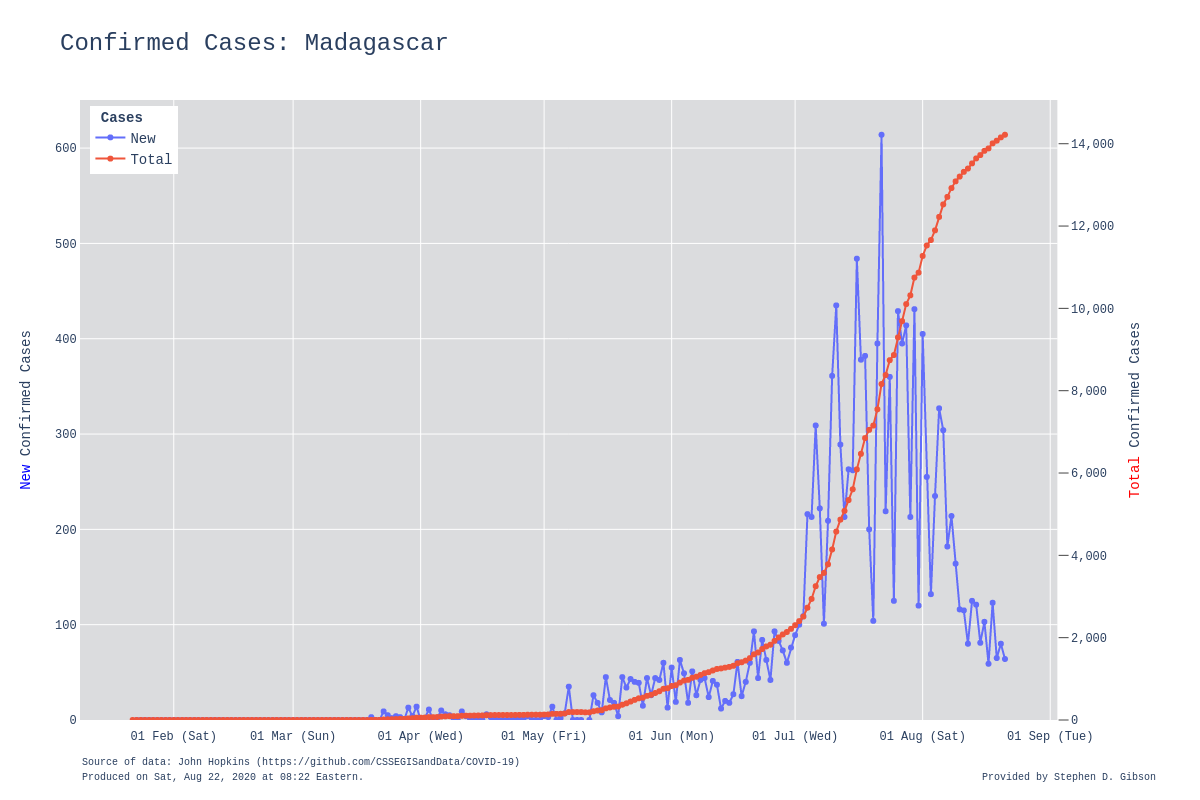 Confirmed Cases: Madagascar
Cases
New
Total
600
500
400
300
200
100
0
14,000
12,000
10,000
8,000
6,000
4,000
2,000
0
New Confirmed Cases
Total Confirmed Cases
01 Feb (Sat)
01 Mar (Sun)
01 Apr (Wed)
01 May (Fri)
01 Jun (Mon)
01 Jul (Wed)
01 Aug (Sat)
01 Sep (Tue)
Source of data: John Hopkins (https://github.com/CSSEGISandData/COVID-19)
Produced on Sat, Aug 22, 2020 at 08:22 Eastern.
Provided by Stephen D. Gibson